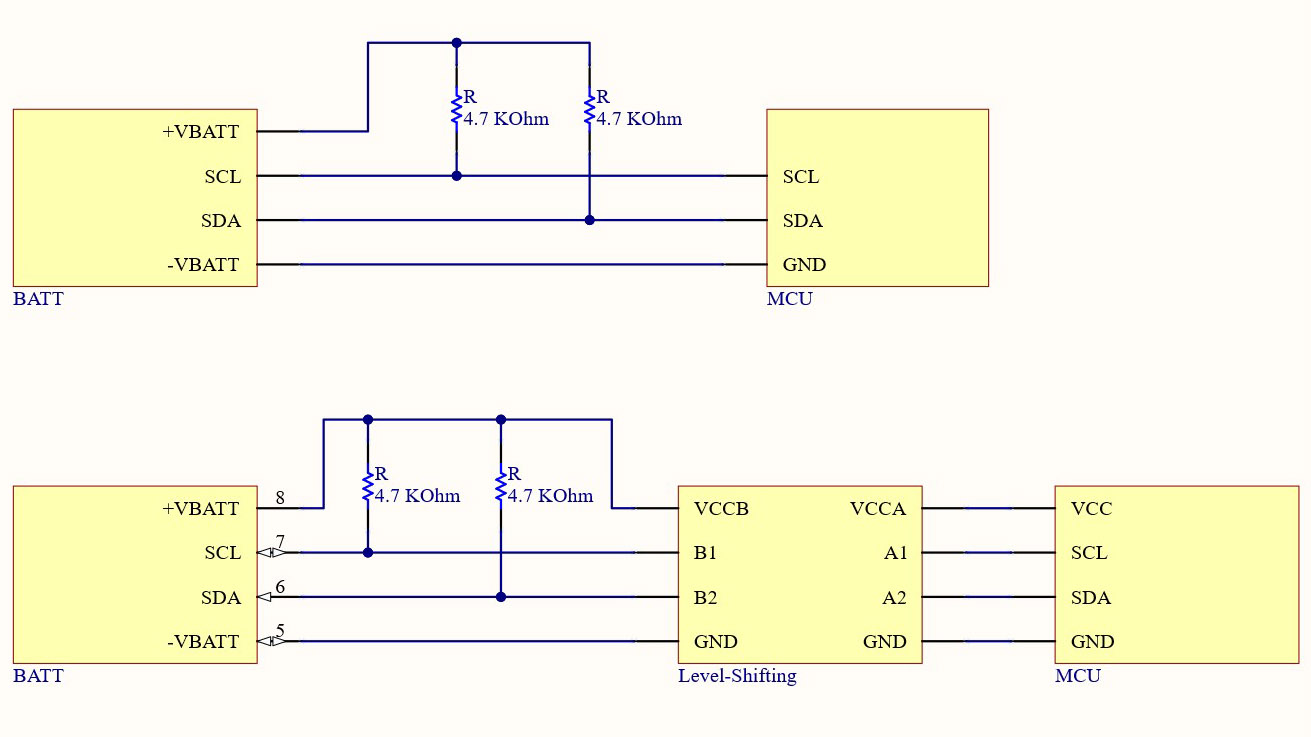 R
R
4.7 KOhm
4.7 KOhm
+VBATT
SCL
SCL
SDA
SDA
-VBATT
GND
BATT
MCU
R
R
4.7 KOhm
4.7 KOhm
+VBATT
8
VCCB
VCCA
VCC
SCL
7
B1
A1
SCL
SDA
6
B2
A2
SDA
-VBATT
5
GND
GND
GND
BATT
Level-Shifting
MCU